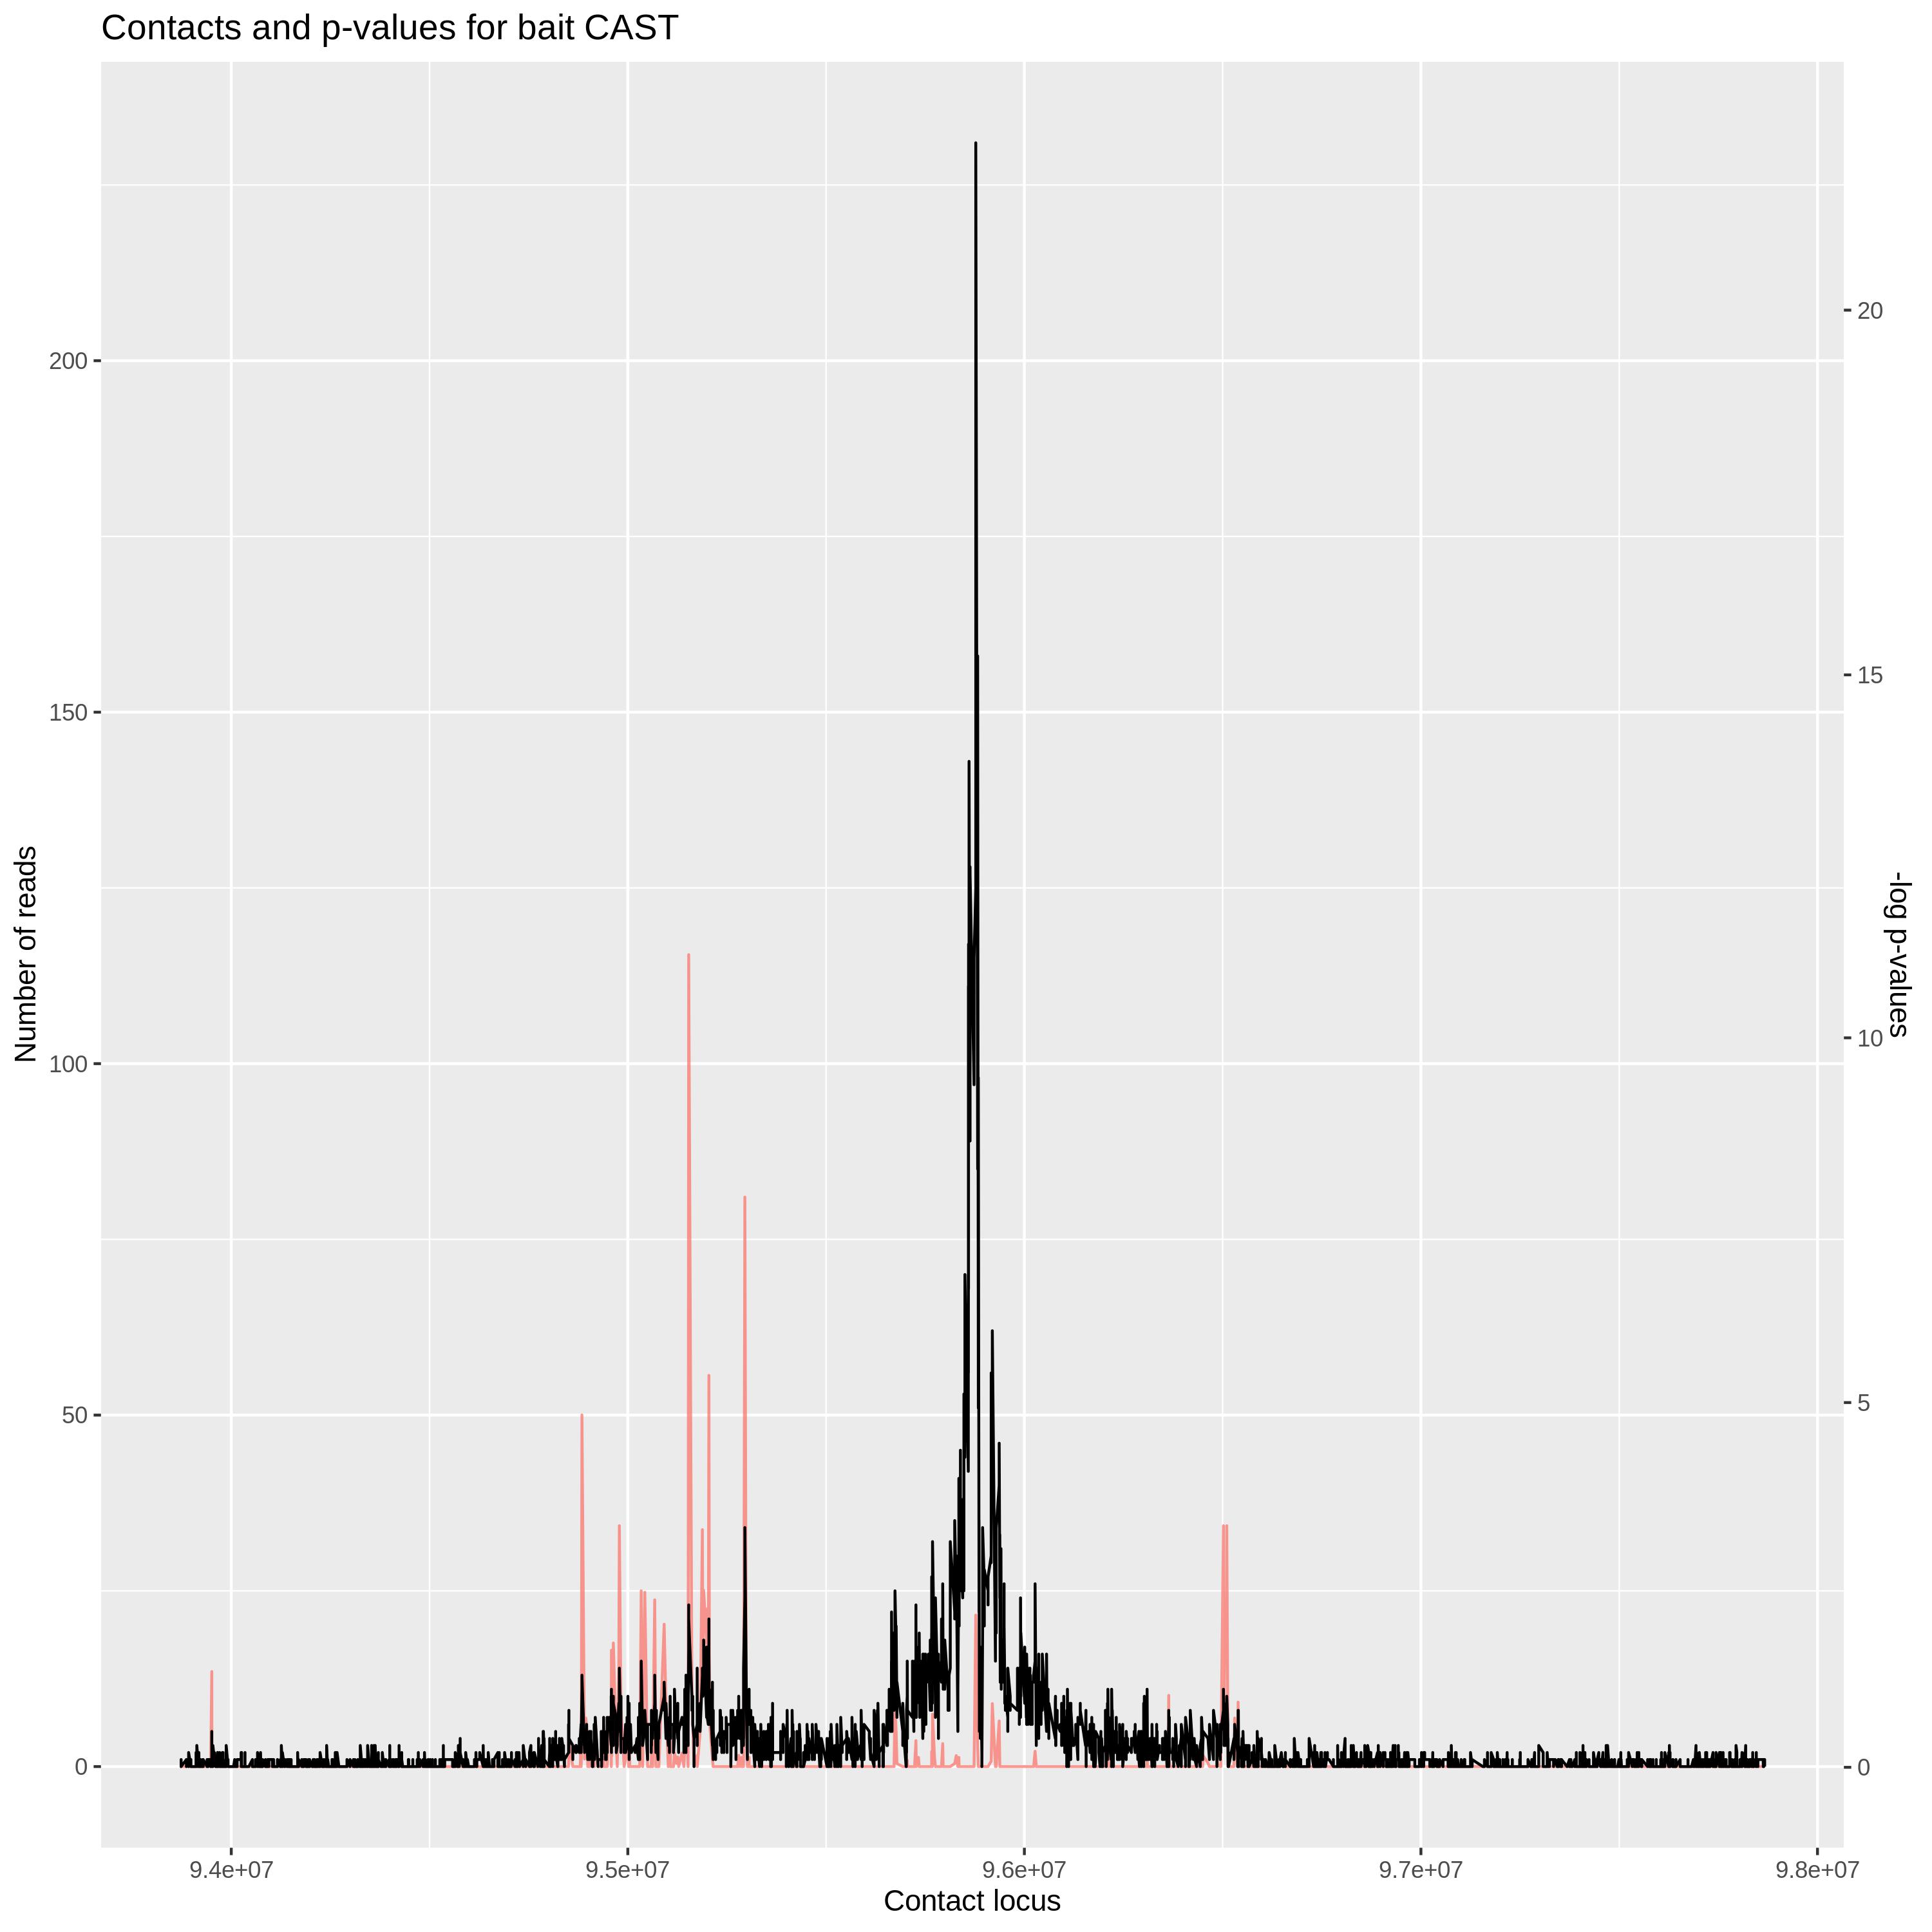 Contacts and p-values for bait CAST
Number of reads
200
150
100
50
0
20
15
10
5
0
-log p-values
9.4e+07 9.5e+07 9.6e+07 9.7e+07 9.8e+07
Contact locus